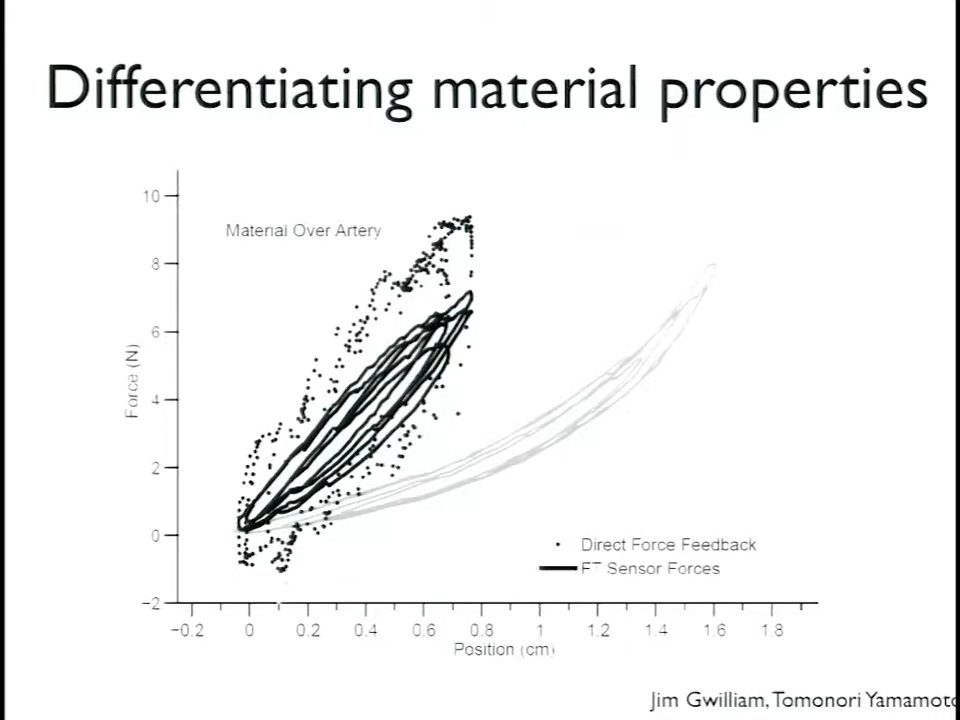 Differentiating material properties
10
Material Over Artery
8
6
Force (N)
4
2
0
Direct Force Feedback
FT Sensor Forces
−2
−0.2 0 0.2 0.4 0.6 0.8 1 1.2 1.4 1.6 1.8
Position (cm)
Jim Gwilliam, Tomonori Yamamoto